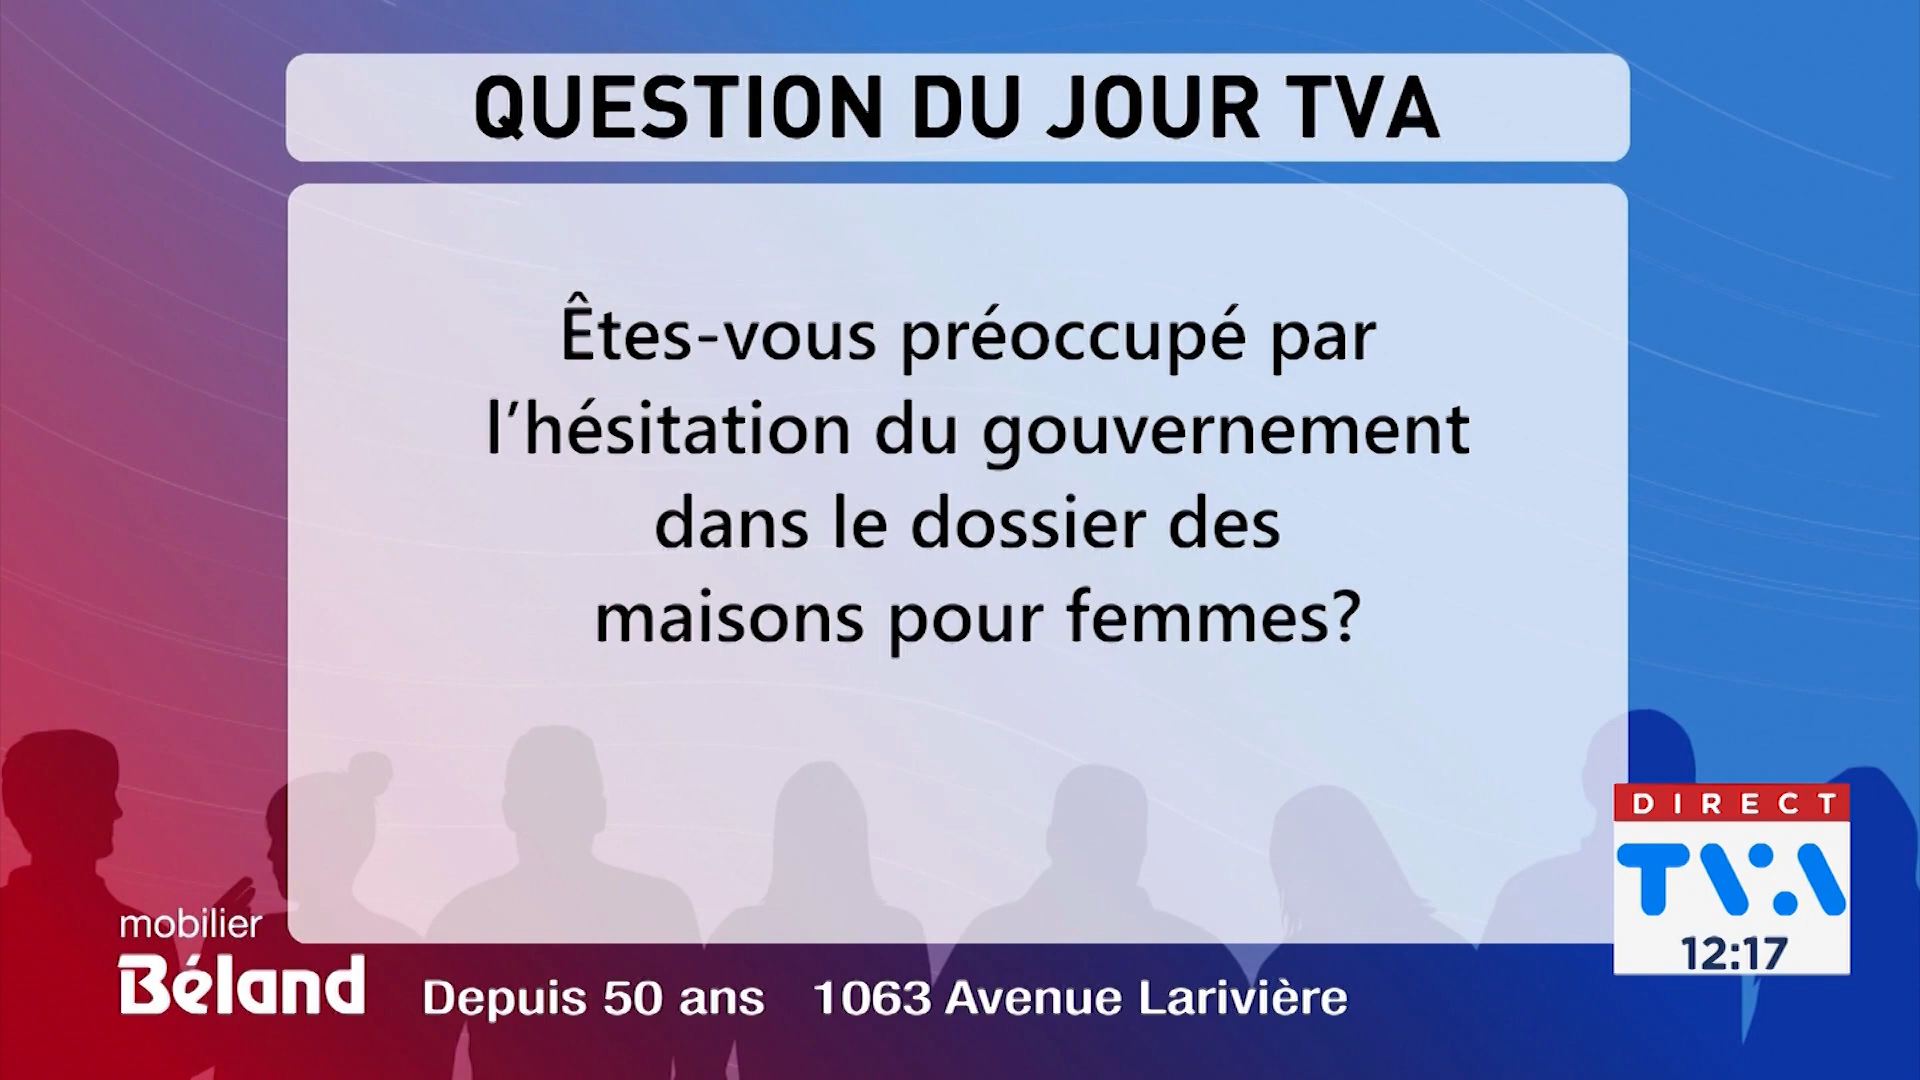 QUESTION DU JOUR TVA
Êtes-vous préoccupé par
l'hésitation du gouvernement
dans le dossier des
maisons pour femmes?
DIRECT
TVA
12:17
mobilier
Béland
Depuis 50 ans 1063 Avenue Larivière